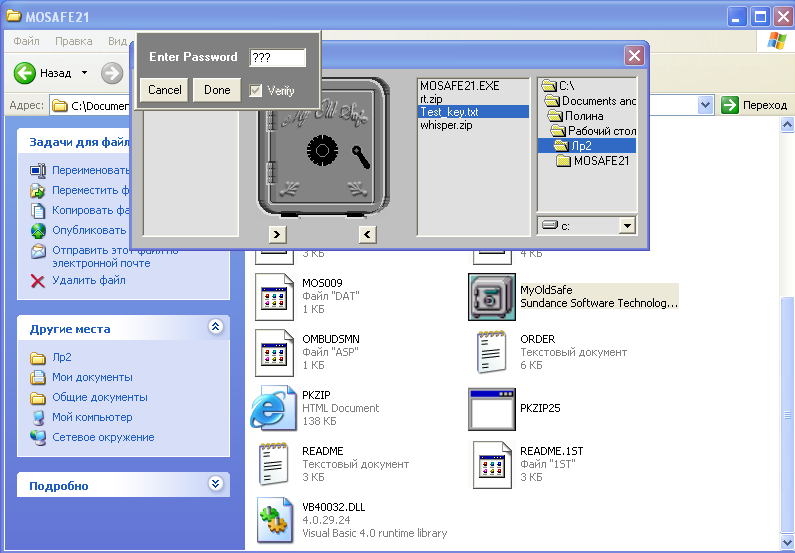 MOSAFE21
Файл Правка Вид
Назад
Адрес: C:\Docume
Переход
Enter Password ???
Cancel Done Verify
My Old Safe
>
<
MOSAFE21.EXE
rt.zip
Test_key.txt
whisper.zip
C:\
Documents anc
Полина
Рабочий стол
Лр2
MOSAFE21
c:
Задачи для файл
Переименовать
Переместить ф
Копировать фа
Опубликовать
Отправить этот файл по
электронной почте
Удалить файл
Другие места
Лр2
Мои документы
Общие документы
Мой компьютер
Сетевое окружение
Подробно
3 КБ
4 КБ
MOS009
Файл "DAT"
1 КБ
MyOldSafe
Sundance Software Technolog...
OMBUDSMN
Файл "ASP"
1 КБ
ORDER
Текстовый документ
6 КБ
PKZIP
HTML Document
138 КБ
PKZIP25
README
Текстовый документ
3 КБ
README.1ST
Файл "1ST"
3 КБ
VB40032.DLL
4.0.29.24
Visual Basic 4.0 runtime library